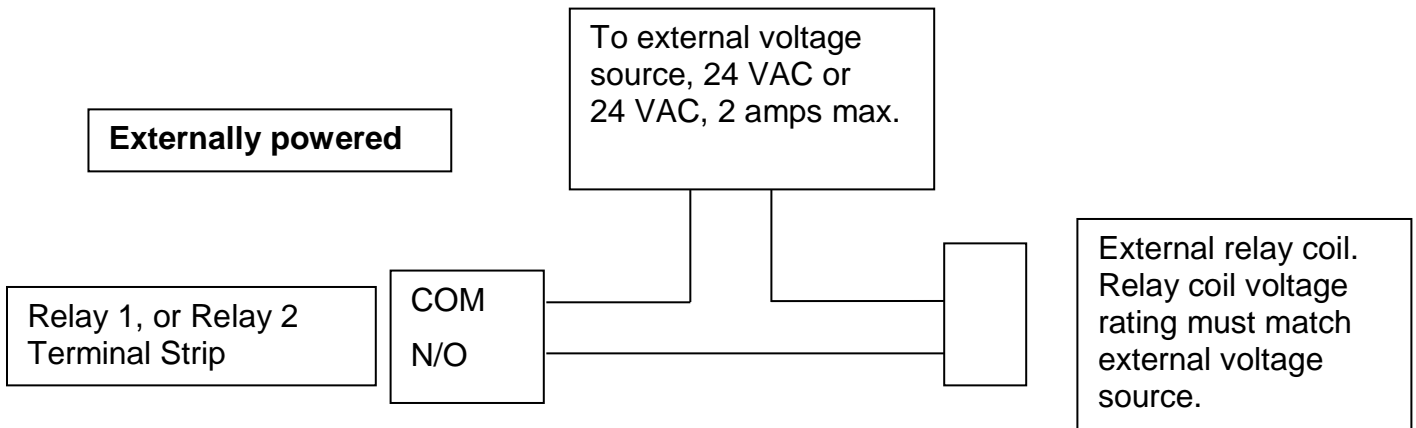 To external voltage
source, 24 VAC or
24 VAC, 2 amps max.
Externally powered
Relay 1, or Relay 2
Terminal Strip
COM
N/O
External relay coil.
Relay coil voltage
rating must match
external voltage
source.